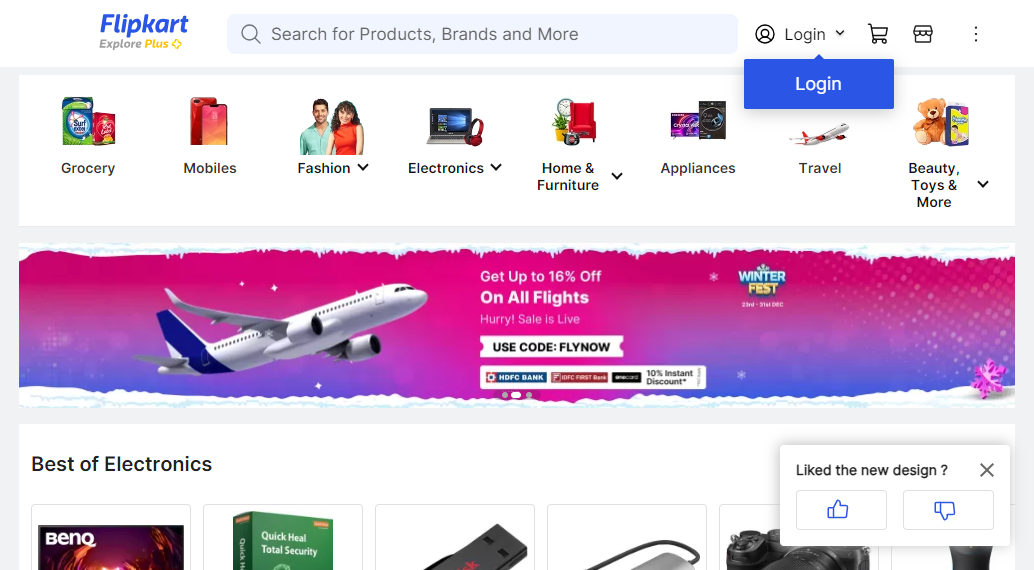 Flipkart
Explore Plus
Search for Products, Brands and More
Login
Login
Grocery
Mobiles
Fashion
Electronics
Home &
Furniture
Appliances
Travel
Beauty,
Toys &
More
Get Up to 16% Off
On All Flights
Hurry! Sale is Live
USE CODE: FLYNOW
HDFC BANK
IDFC FIRST Bank
onecard
10% Instant
Discount*
WINTER
FEST
23rd - 31st DEC
Best of Electronics
Liked the new design ?
BenQ
Quick Heal
Total Security